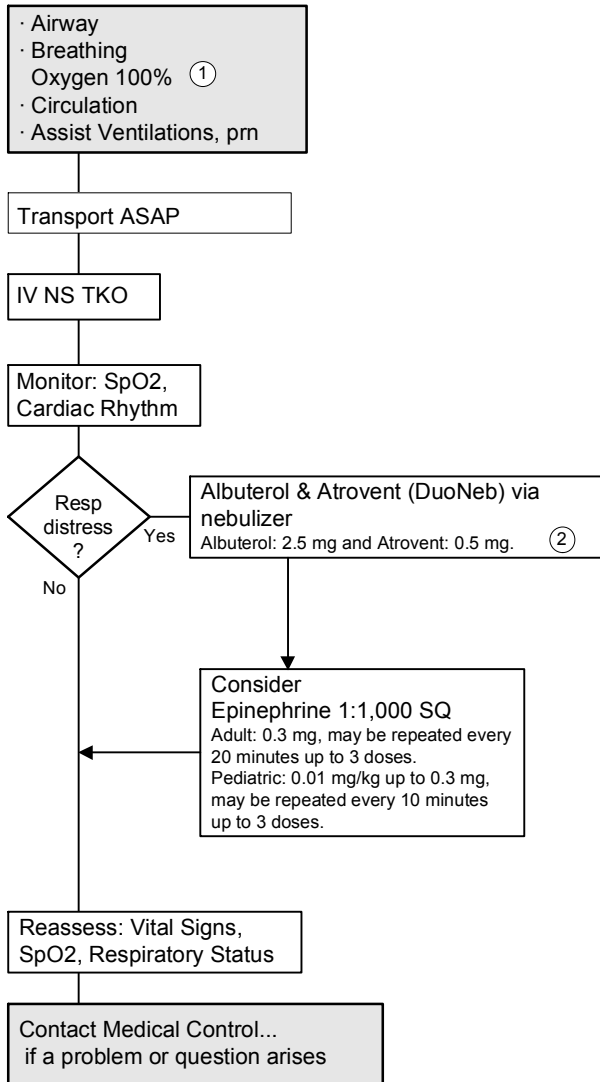 · Airway
· Breathing
Oxygen 100% ①
· Circulation
· Assist Ventilations, prn
Transport ASAP
IV NS TKO
Monitor: SpO2,
Cardiac Rhythm
Resp
distress
?
Yes
No
Albuterol & Atrovent (DuoNeb) via
nebulizer
Albuterol: 2.5 mg and Atrovent: 0.5 mg. ②
Consider
Epinephrine 1:1,000 SQ
Adult: 0.3 mg, may be repeated every
20 minutes up to 3 doses.
Pediatric: 0.01 mg/kg up to 0.3 mg,
may be repeated every 10 minutes
up to 3 doses.
Reassess: Vital Signs,
SpO2, Respiratory Status
Contact Medical Control...
if a problem or question arises